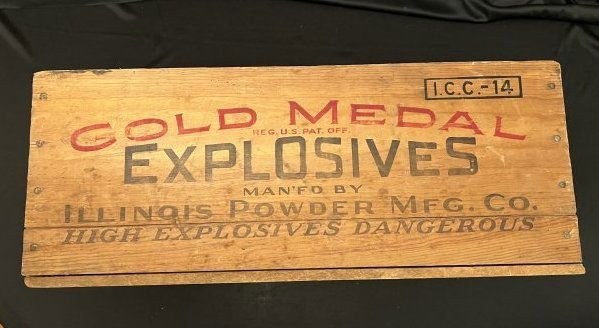 I.C.C.-14
GOLD MEDAL
REG. U.S. PAT. OFF.
EXPLOSIVES
MAN'F'D BY
ILLINOIS POWDER MFG. CO.
HIGH EXPLOSIVES DANGEROUS